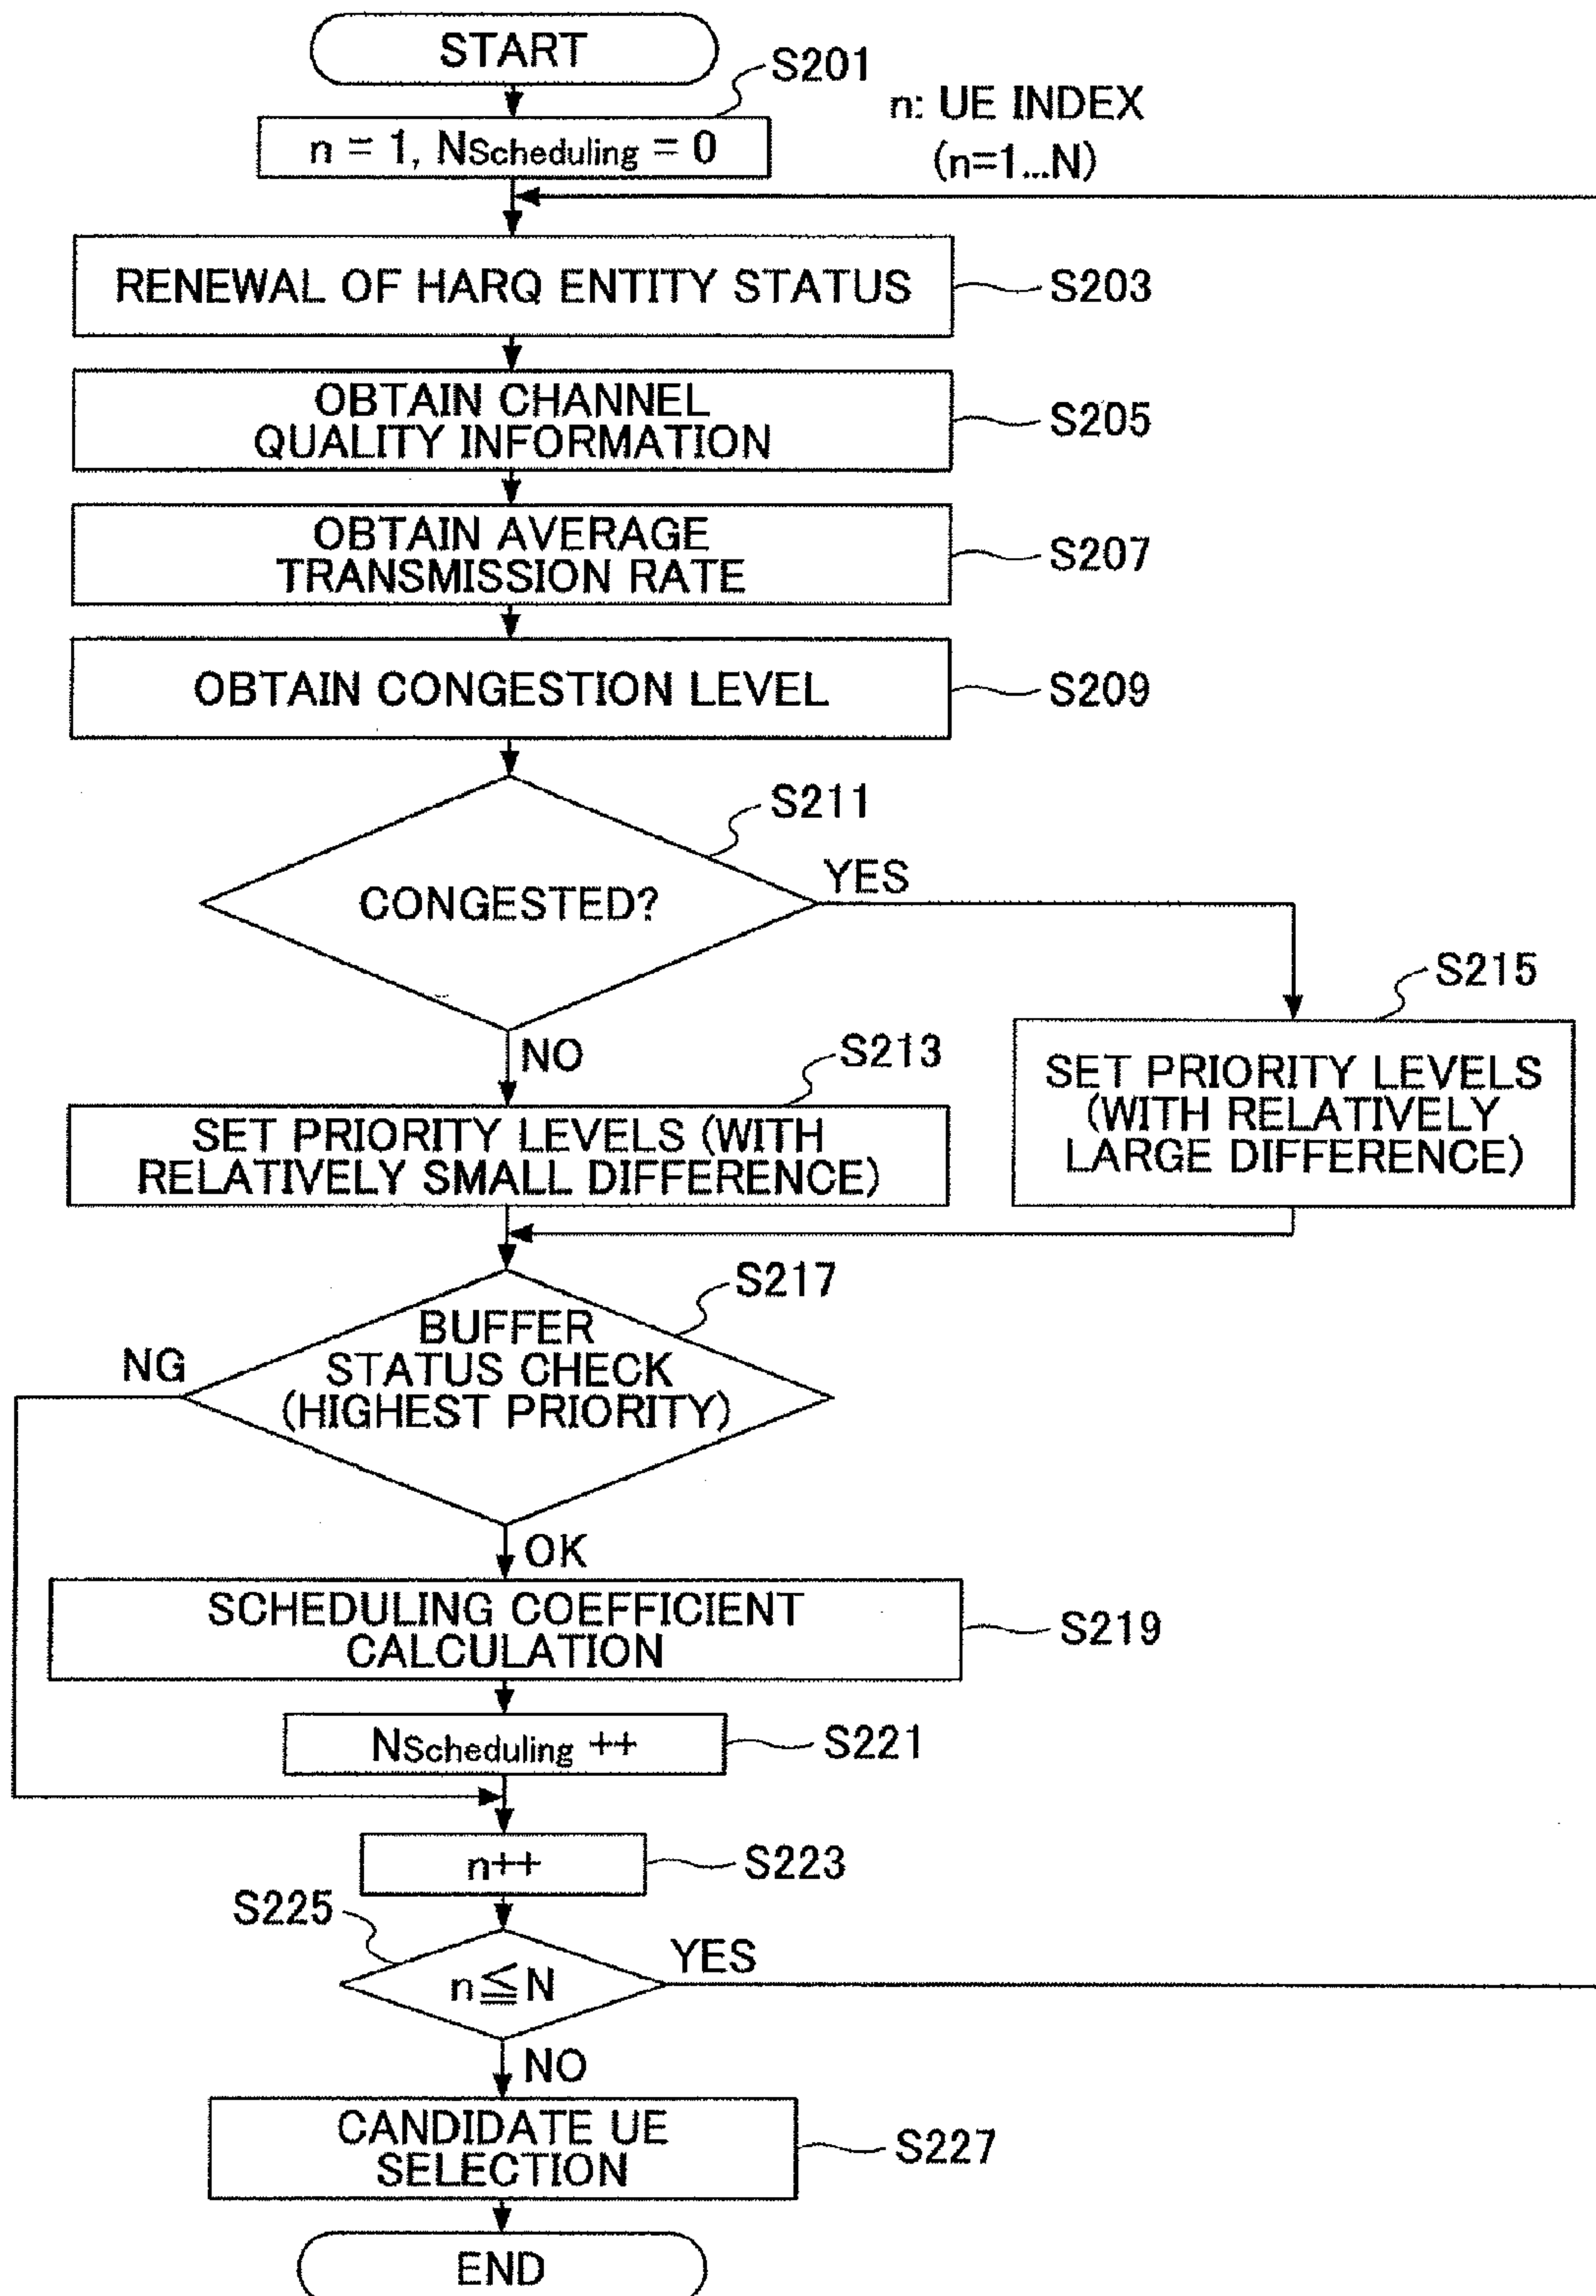 START
S201
n = 1, NScheduling = 0
n: UE INDEX
(n=1...N)
RENEWAL OF HARQ ENTITY STATUS
S203
OBTAIN CHANNEL
QUALITY INFORMATION
S205
OBTAIN AVERAGE
TRANSMISSION RATE
S207
OBTAIN CONGESTION LEVEL
S209
S211
CONGESTED?
YES
S215
SET PRIORITY LEVELS
(WITH RELATIVELY
LARGE DIFFERENCE)
NO
S213
SET PRIORITY LEVELS (WITH
RELATIVELY SMALL DIFFERENCE)
S217
BUFFER
STATUS CHECK
(HIGHEST PRIORITY)
NG
OK
SCHEDULING COEFFICIENT
CALCULATION
S219
NScheduling ++
S221
n++
S223
S225
n≦N
YES
NO
CANDIDATE UE
SELECTION
S227
END